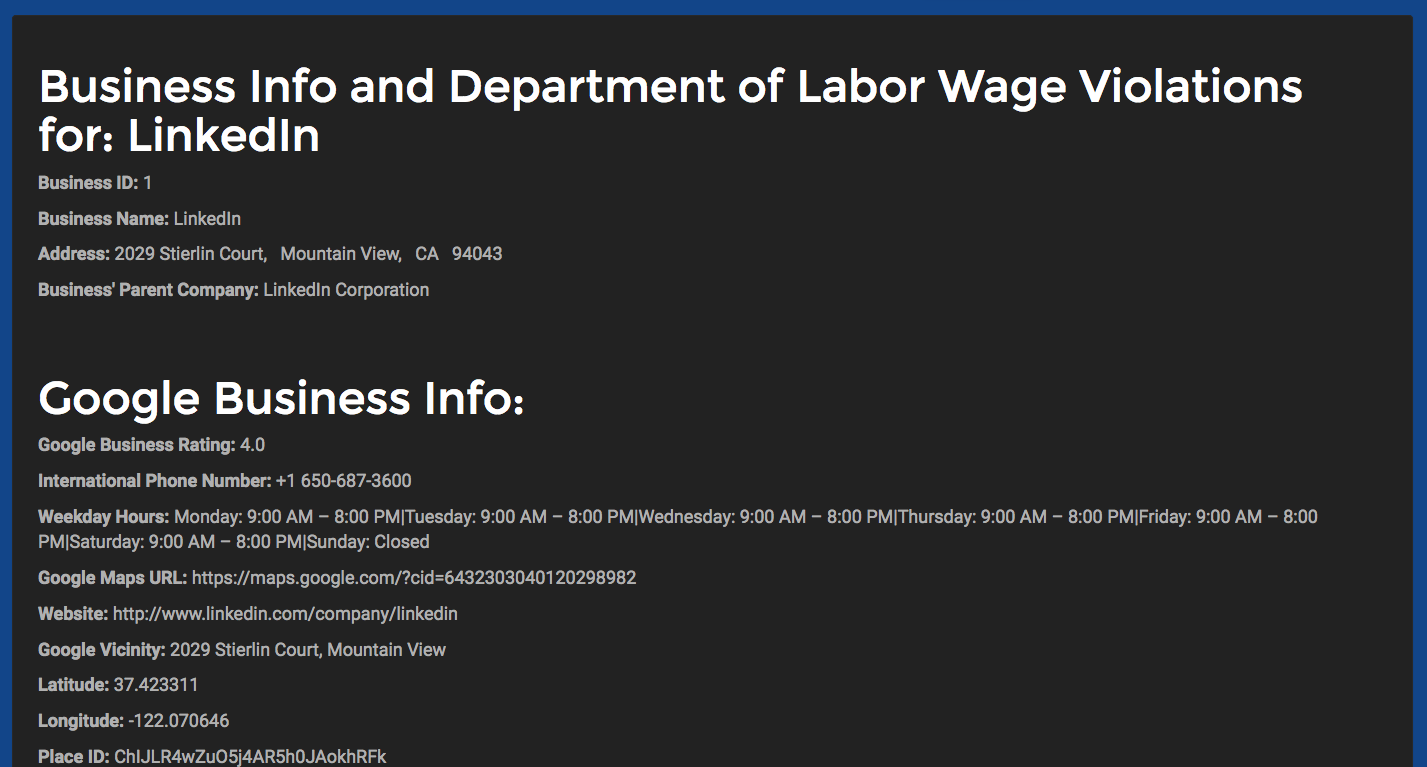 Business Info and Department of Labor Wage Violations
for: LinkedIn
Business ID: 1
Business Name: LinkedIn
Address: 2029 Stierlin Court, Mountain View, CA 94043
Business' Parent Company: LinkedIn Corporation
Google Business Info:
Google Business Rating: 4.0
International Phone Number: +1 650-687-3600
Weekday Hours: Monday: 9:00 AM – 8:00 PM|Tuesday: 9:00 AM – 8:00 PM|Wednesday: 9:00 AM – 8:00 PM|Thursday: 9:00 AM – 8:00 PM|Friday: 9:00 AM – 8:00
PM|Saturday: 9:00 AM – 8:00 PM|Sunday: Closed
Google Maps URL: https://maps.google.com/?cid=6432303040120298982
Website: http://www.linkedin.com/company/linkedin
Google Vicinity: 2029 Stierlin Court, Mountain View
Latitude: 37.423311
Longitude: -122.070646
Place ID: ChIJLR4wZuO5j4AR5h0JAokhRFk